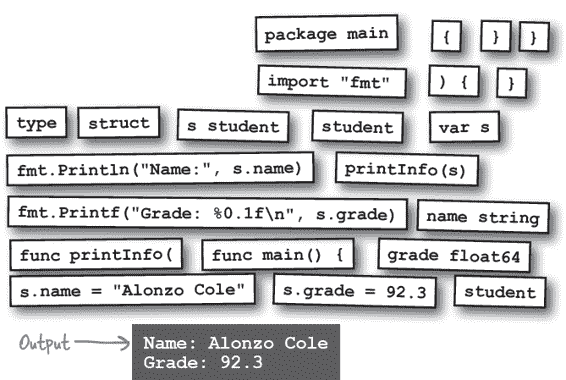 package main { } }
import "fmt" ) { }
type struct s student student var s
fmt.Println("Name:", s.name) printInfo(s)
fmt.Printf("Grade: %0.1f\n", s.grade) name string
func printInfo( func main() { grade float64
s.name = "Alonzo Cole" s.grade = 92.3 student
Output Name: Alonzo Cole
Grade: 92.3